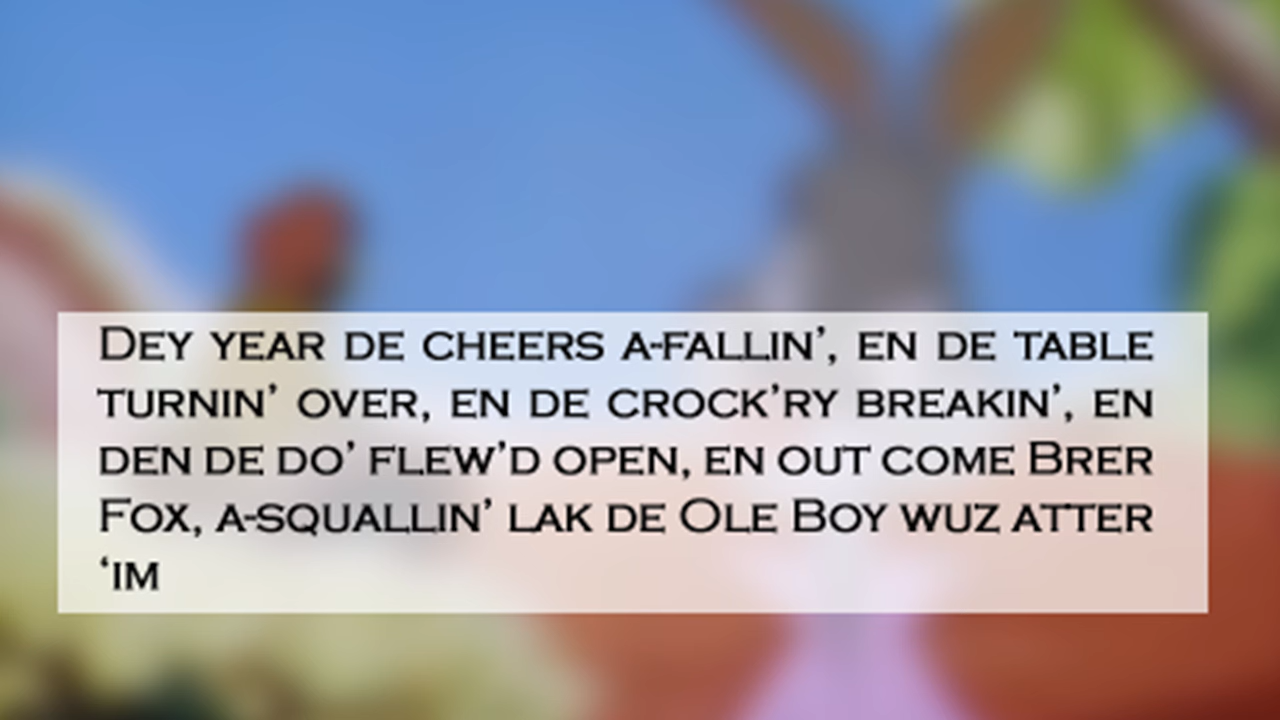 Dey year de cheers a-fallin’, en de table
turnin’ over, en de crock’ry breakin’, en
den de do’ flew’d open, en out come Brer
Fox, a-squallin’ lak de Ole Boy wuz atter
‘im